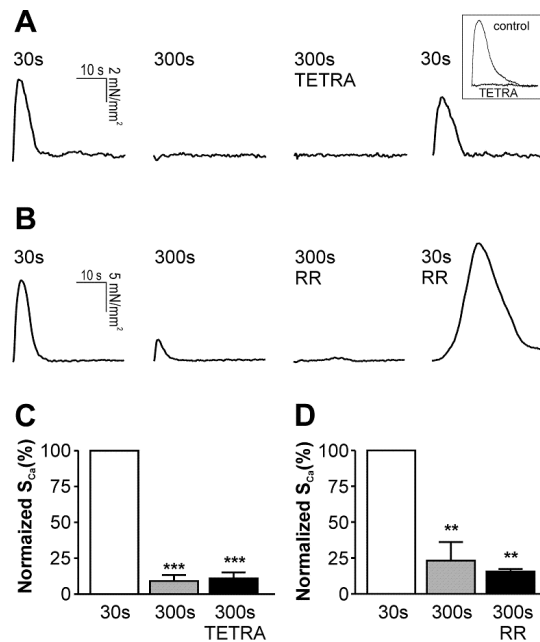 A
30s
10 s
2 mN/mm²
300s
300s
TETRA
30s
control
TETRA
B
30s
10 s
5 mN/mm²
300s
300s
RR
30s
RR
C
Normaized S_Ca(%)
100
75
50
25
0
***
***
30s
300s
300s
TETRA
D
Normalized S_Ca(%)
100
75
50
25
0
**
**
30s
300s
300s
RR